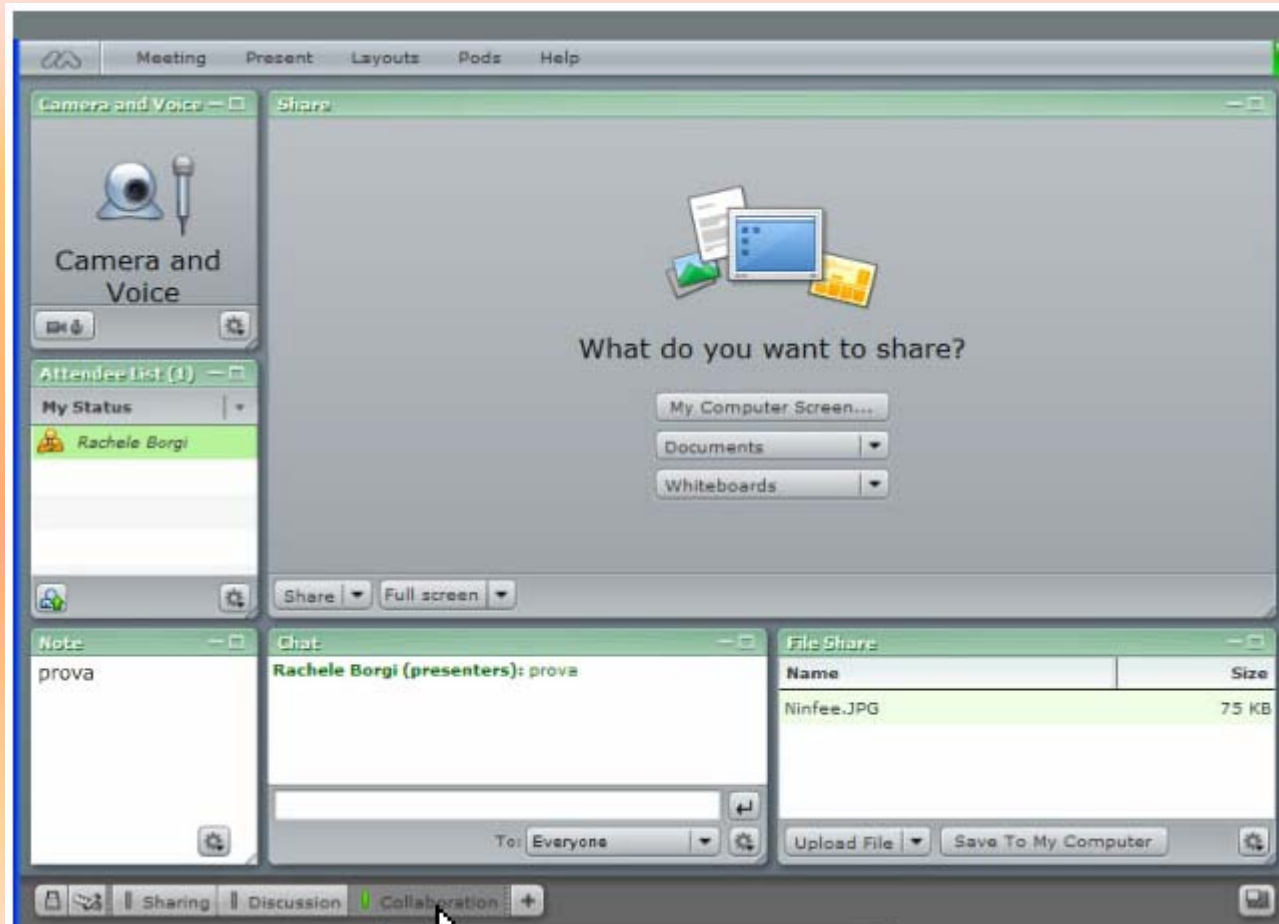 Meeting Present Layouts Pods Help
Camera and Voice
Share
Camera and
Voice
What do you want to share?
My Computer Screen...
Documents
Whiteboards
Attendee List (1)
My Status
Rachele Borgi
Share Full screen
Note
prova
Chat
Rachele Borgi (presenters): prova
To: Everyone
File Share
Name Size
Ninfee.JPG 75 KB
Upload File Save To My Computer
Sharing Discussion Collaboration +